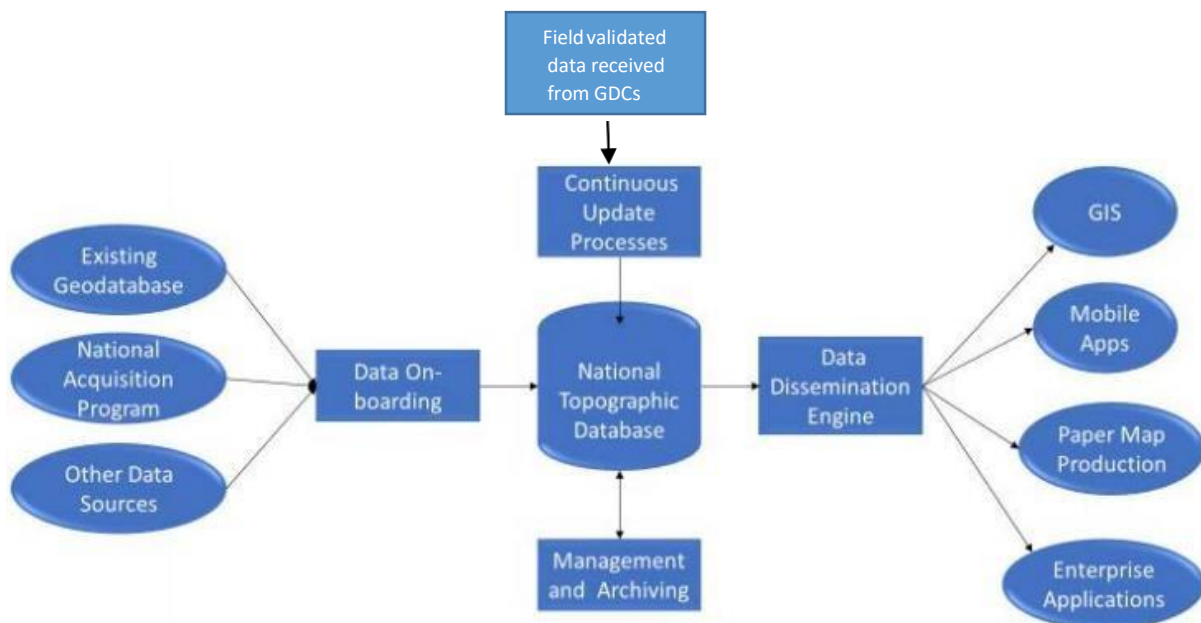 Field validated
data received
from GDCs
Continuous
Update
Processes
Existing
Geodatabase
National
Acquisition
Program
Other Data
Sources
Data On-
boarding
National
Topographic
Database
Management
and Archiving
Data
Dissemination
Engine
GIS
Mobile
Apps
Paper Map
Production
Enterprise
Applications